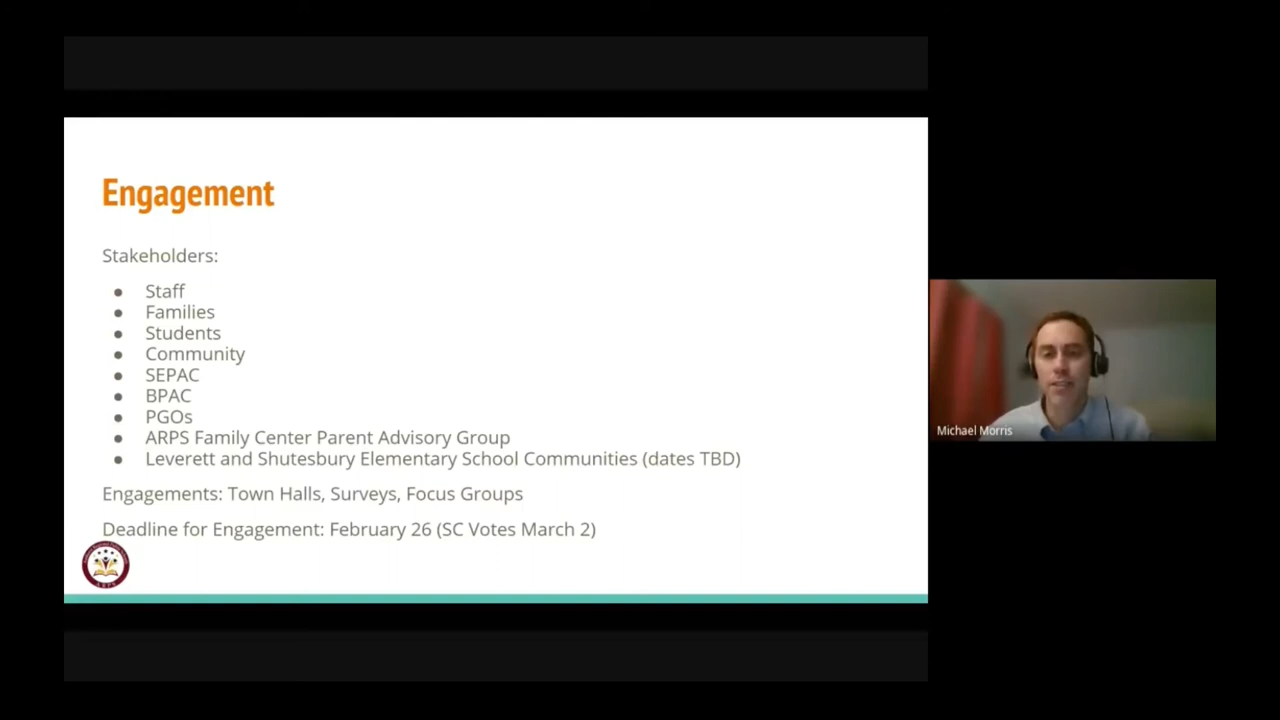 Engagement
Stakeholders:
● Staff
● Families
● Students
● Community
● SEPAC
● BPAC
● PGOs
● ARPS Family Center Parent Advisory Group
● Leverett and Shutesbury Elementary School Communities (dates TBD)
Engagements: Town Halls, Surveys, Focus Groups
Deadline for Engagement: February 26 (SC Votes March 2)
Michael Morris